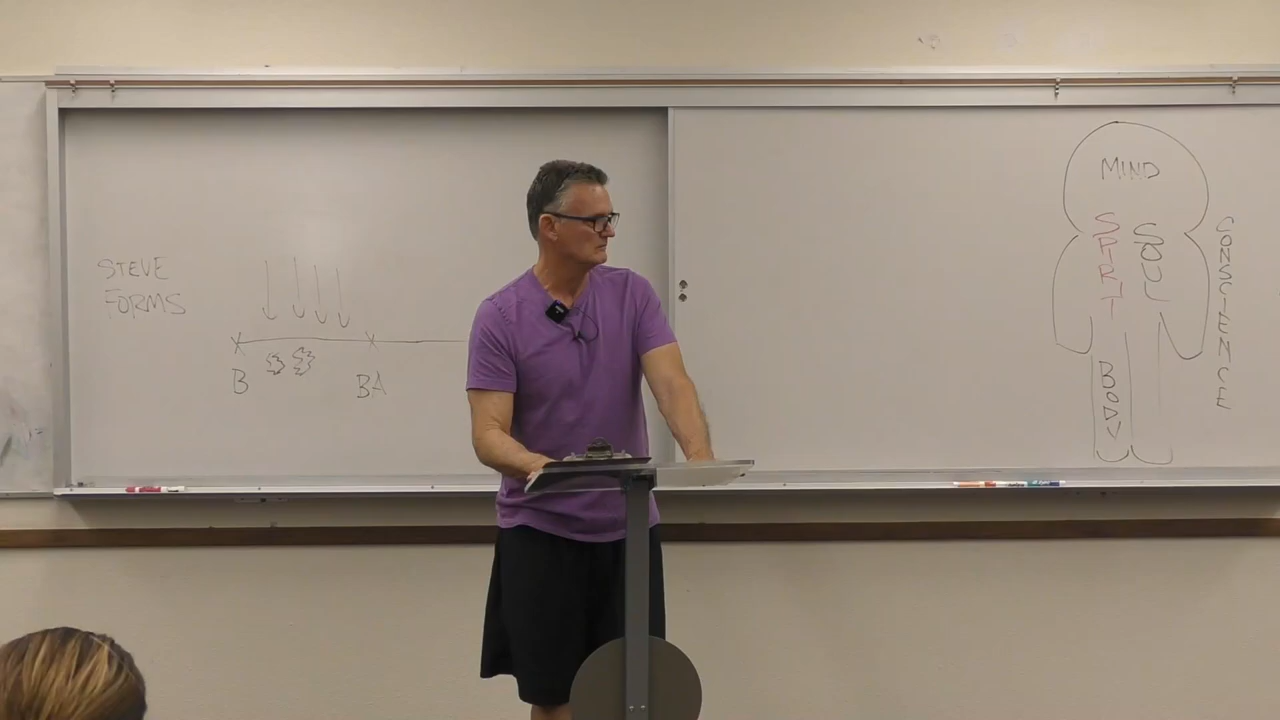 STEVE
FORMS
B
BA
MIND
SPIRIT
SOUL
CONSCIENCE
BODY